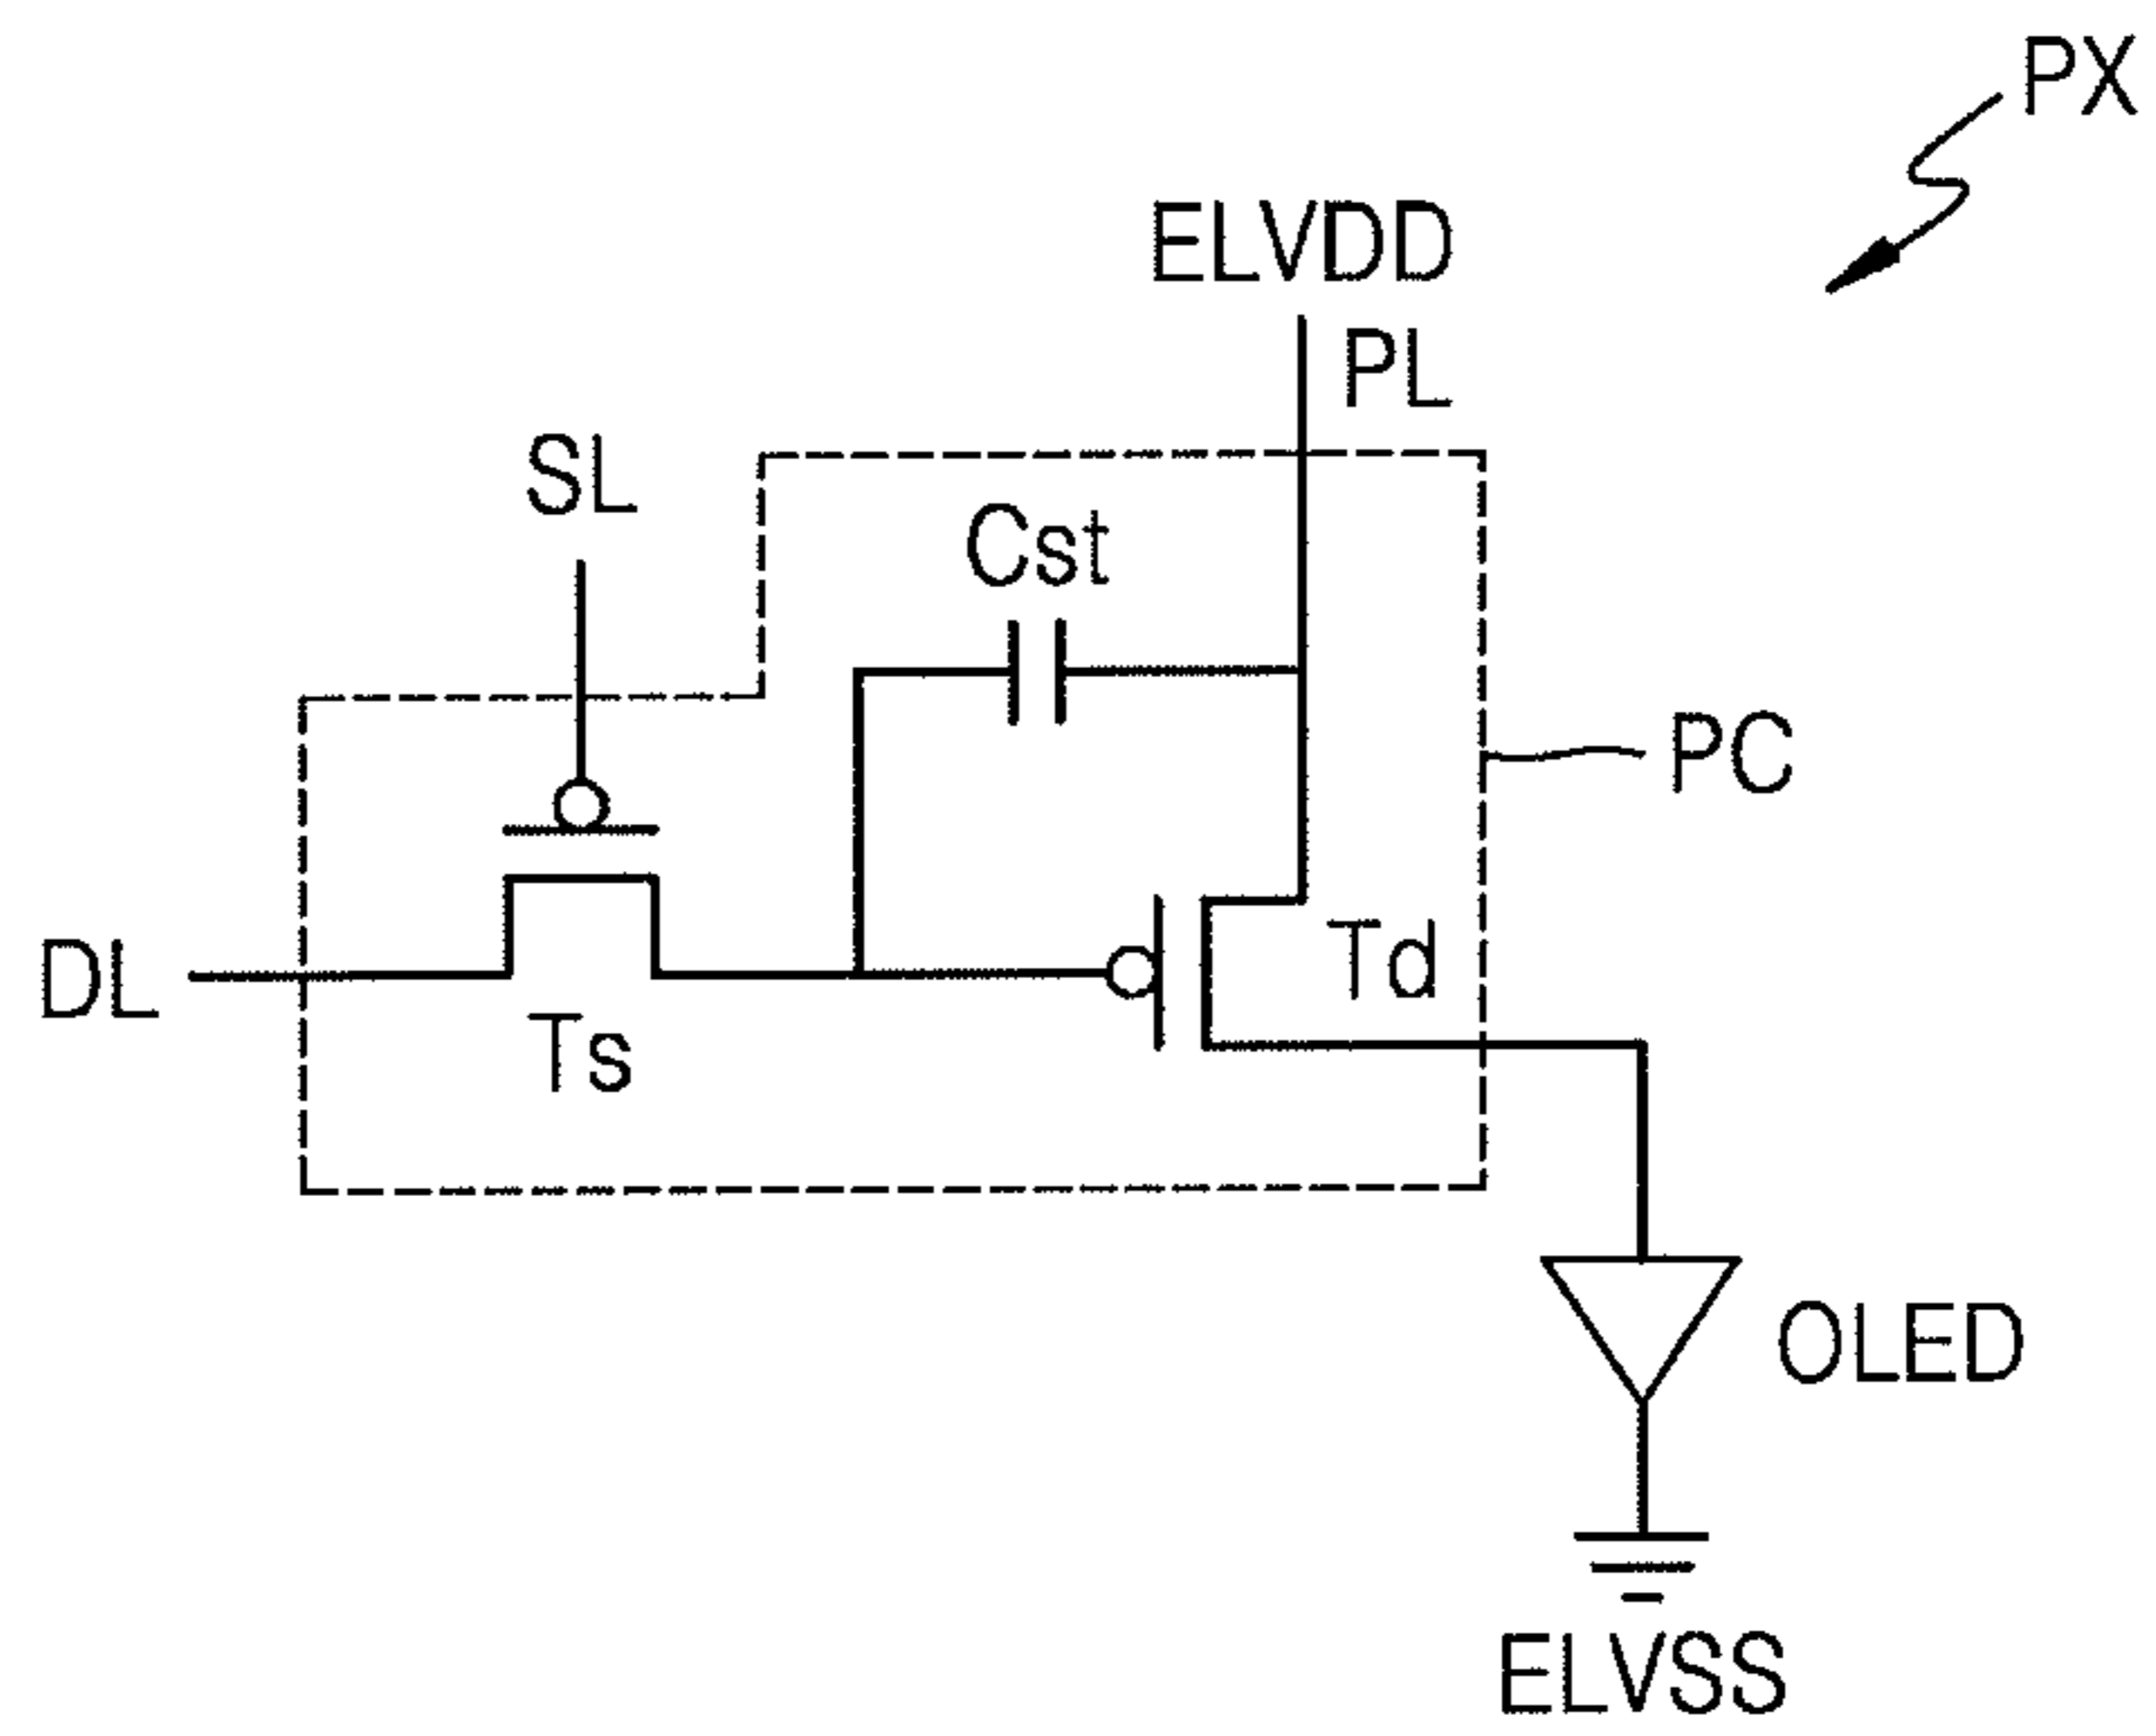 PX
ELVDD
PL
SL
Cst
PC
DL
Td
Ts
OLED
ELVSS